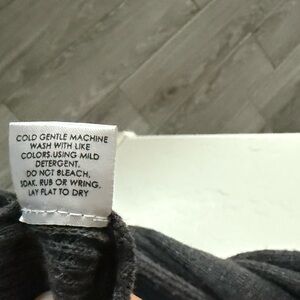 COLD GENTLE MACHINE
WASH WITH LIKE
COLORS.USING MILD
DETERGENT.
DO NOT BLEACH,
SOAK, RUB OR WRING.
LAY FLAT TO DRY